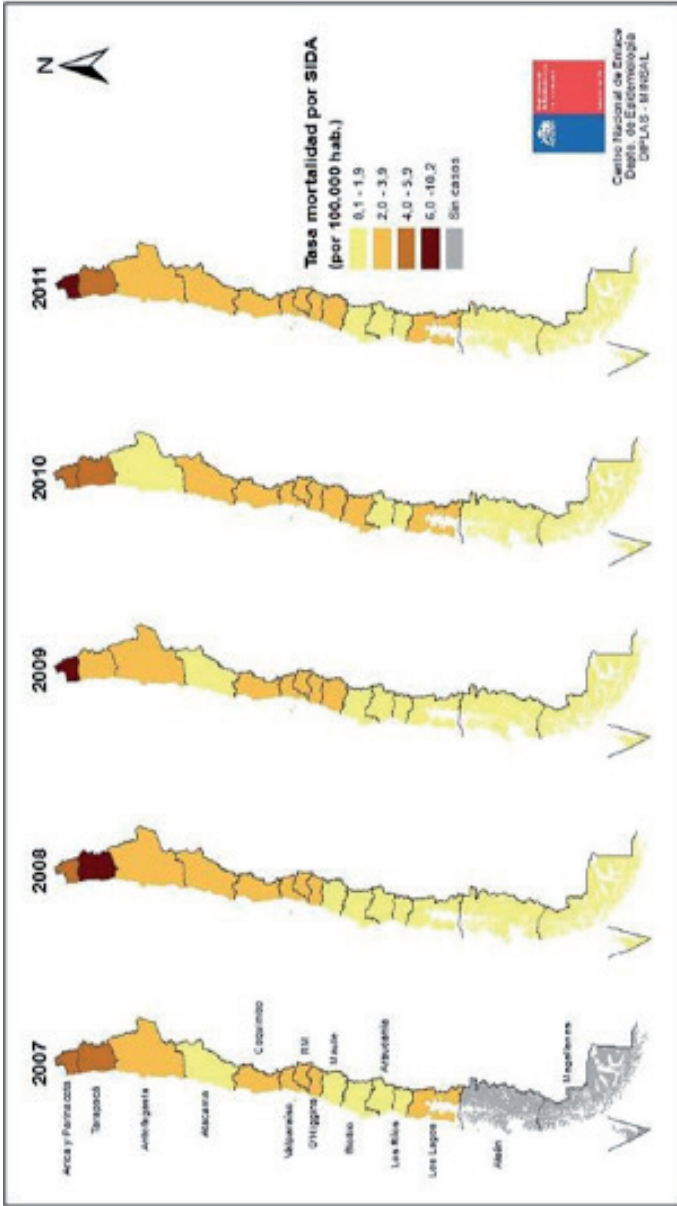 2007
2008
2009
2010
2011
N
Arica y Parinacota
Tarapacá
Antofagasta
Atacama
Coquimbo
Valparaíso
RM
O'Higgins
Maule
Biobío
Araucanía
Los Ríos
Los Lagos
Aisén
Magallanes
Tasa mortalidad por SIDA
(por 100.000 hab.)
0,1 - 1,9
2,0 - 3,9
4,0 - 5,9
6,0 -10,2
Sin casos
Centro Nacional de Enlace
Depto. de Epidemiología
DIPLAS - MINSAL